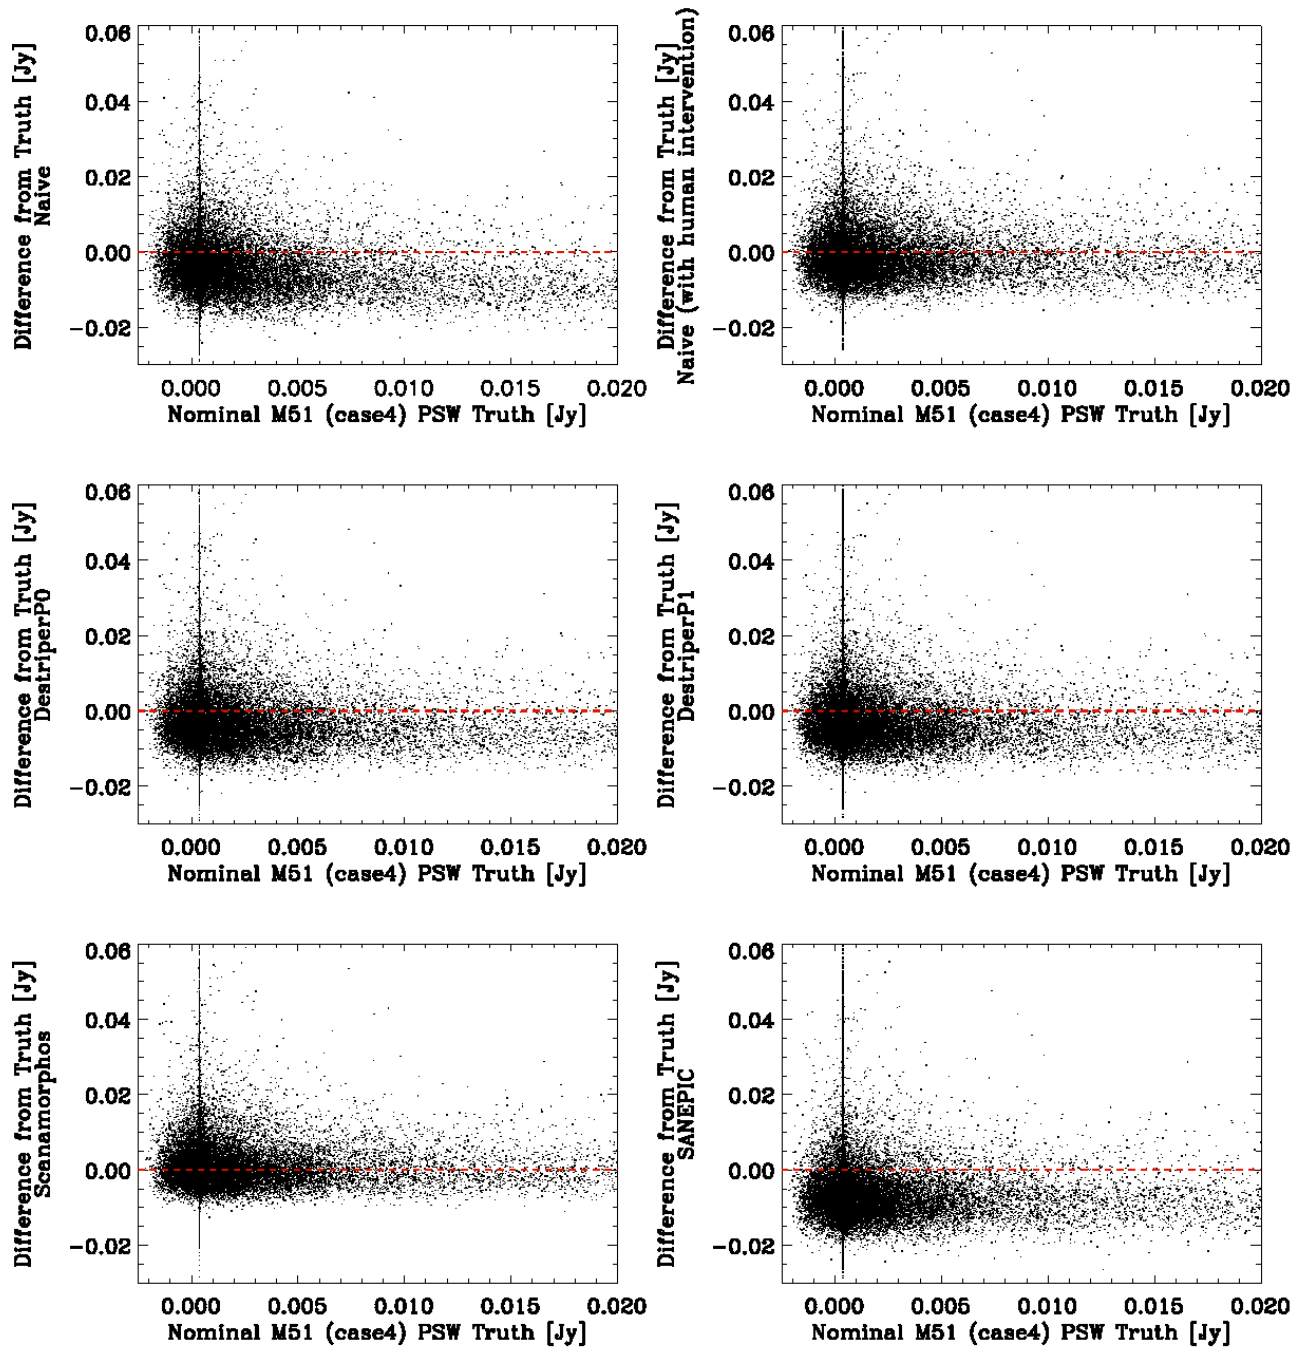 0.06
0.04
0.02
0.00
−0.02
Difference from Truth [Jy]
Naive
0.000 0.005 0.010 0.015 0.020
Nominal M51 (case4) PSW Truth [Jy]
0.06
0.04
0.02
0.00
−0.02
Difference from Truth [Jy]
Naive (with human intervention)
0.000 0.005 0.010 0.015 0.020
Nominal M51 (case4) PSW Truth [Jy]
0.06
0.04
0.02
0.00
−0.02
Difference from Truth [Jy]
DestriperP0
0.000 0.005 0.010 0.015 0.020
Nominal M51 (case4) PSW Truth [Jy]
0.06
0.04
0.02
0.00
−0.02
Difference from Truth [Jy]
DestriperP1
0.000 0.005 0.010 0.015 0.020
Nominal M51 (case4) PSW Truth [Jy]
0.06
0.04
0.02
0.00
−0.02
Difference from Truth [Jy]
Scanamorphos
0.000 0.005 0.010 0.015 0.020
Nominal M51 (case4) PSW Truth [Jy]
0.06
0.04
0.02
0.00
−0.02
Difference from Truth [Jy]
SANEPIC
0.000 0.005 0.010 0.015 0.020
Nominal M51 (case4) PSW Truth [Jy]